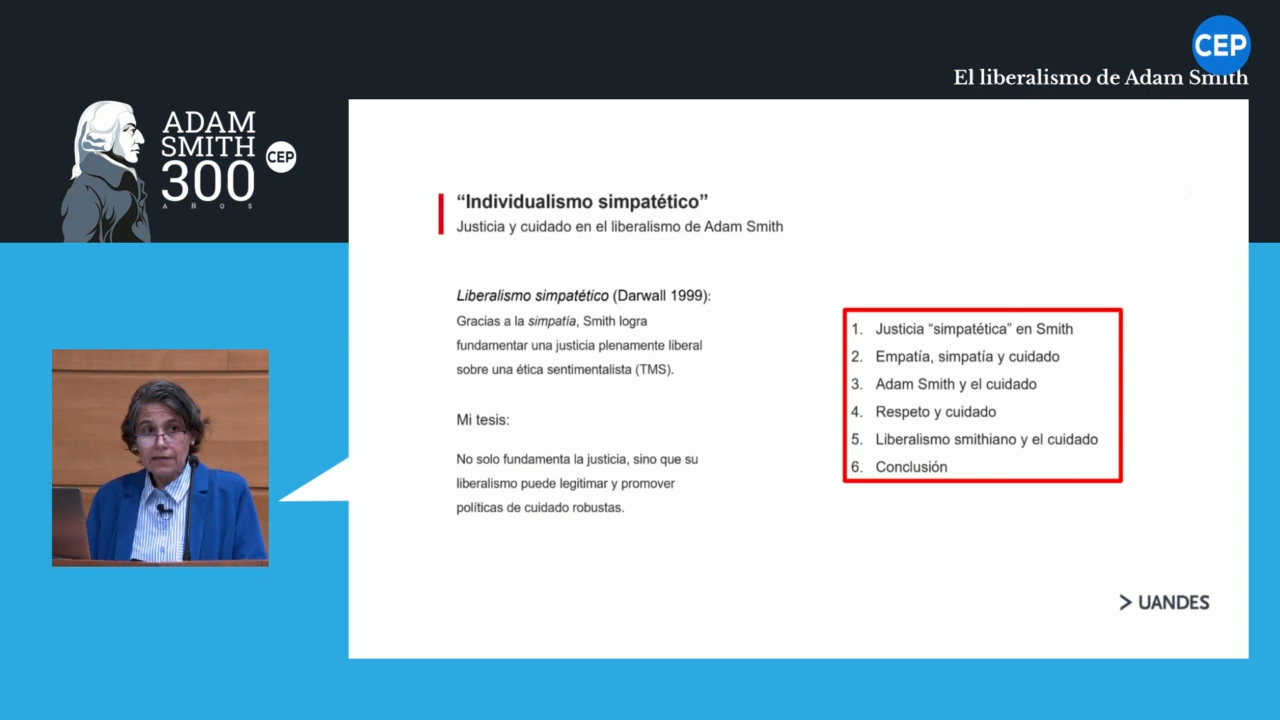 CEP
El liberalismo de Adam Smith
ADAM
SMITH
300
AÑOS
CEP
“Individualismo simpatético”
Justicia y cuidado en el liberalismo de Adam Smith
Liberalismo simpatético (Darwall 1999):
Gracias a la simpatía, Smith logra
fundamentar una justicia plenamente liberal
sobre una ética sentimentalista (TMS).
Mi tesis:
No solo fundamenta la justicia, sino que su
liberalismo puede legitimar y promover
políticas de cuidado robustas.
1. Justicia “simpatética” en Smith
2. Empatía, simpatía y cuidado
3. Adam Smith y el cuidado
4. Respeto y cuidado
5. Liberalismo smithiano y el cuidado
6. Conclusión
UANDES